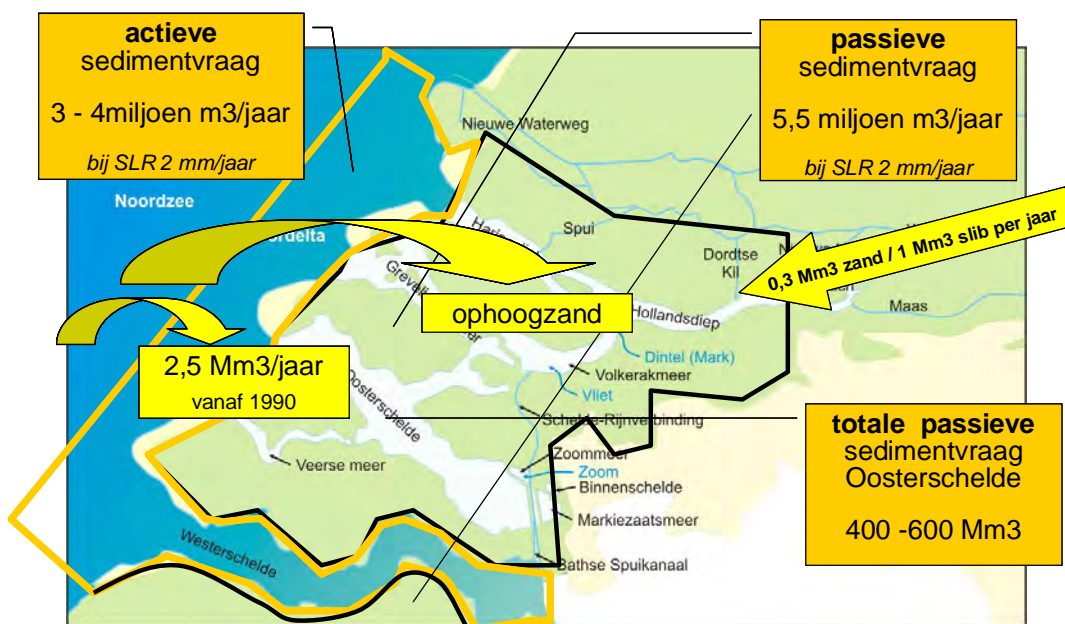 actieve
sedimentvraag
3 - 4miljoen m3/jaar
bij SLR 2 mm/jaar
passieve
sedimentvraag
5,5 miljoen m3/jaar
bij SLR 2 mm/jaar
Nieuwe Waterweg
Noordzee
Spui
Dordtse
Kil
0,3 Mm3 zand / 1 Mm3 slib per jaar
Maas
ophoogzand
Hollandsdiep
2,5 Mm3/jaar
vanaf 1990
Dintel (Mark)
Volkerakmeer
Vliet
Oosterschelde
Schelde-Rijnverbinding
totale passieve
sedimentvraag
Oosterschelde
400 -600 Mm3
Veerse meer
Zoommeer
Zoom
Binnenschelde
Markiezaatsmeer
Westerschelde
Bathse Spuikanaal